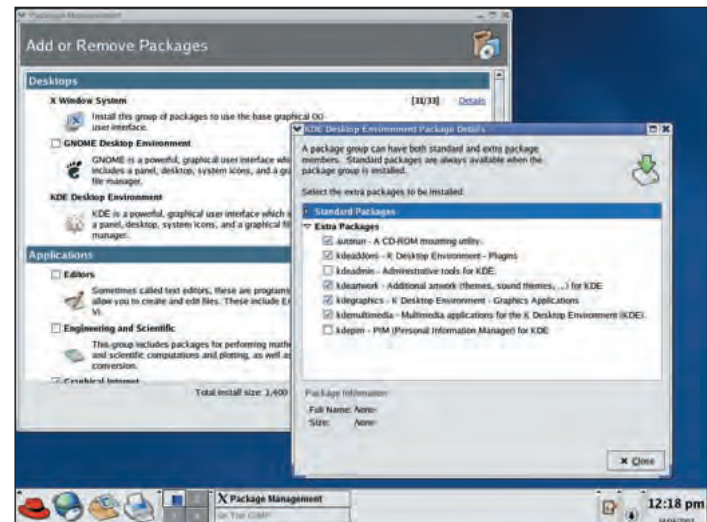 Package Management
Add or Remove Packages
Desktops
X Window System [31/33] Details
Install this group of packages to use the base graphical (X)
user interface.
GNOME Desktop Environment
GNOME is a powerful, graphical user interface which
includes a panel, desktop, system icons, and a
file manager.
KDE Desktop Environment
KDE is a powerful, graphical user interface which
a panel, desktop, system icons, and a graphical
manager.
Applications
Editors
Sometimes called text editors, these are programs
allow you to create and edit files. These include
Vi.
Engineering and Scientific
This group includes packages for performing
and scientific computations and plotting, as well as
conversion.
Graphical Internet
Total install size: 3,400
KDE Desktop Environment Package Details
A package group can have both standard and extra package
members. Standard packages are always available when the
package group is installed.
Select the extra packages to be installed:
Standard Packages
Extra Packages
autorun - A CD-ROM mounting utility.
kdeaddons - K Desktop Environment - Plugins
kdeadmin - Administrative tools for KDE.
kdeartwork - Additional artwork (themes, sound themes, ...) for KDE
kdegraphics - K Desktop Environment - Graphics Applications
kdemultimedia - Multimedia applications for the K Desktop Environment (KDE).
kdepim - PIM (Personal Information Manager) for KDE
Package Information
Full Name: None
Size: None
Close
Package Management
The GIMP
12:18 pm